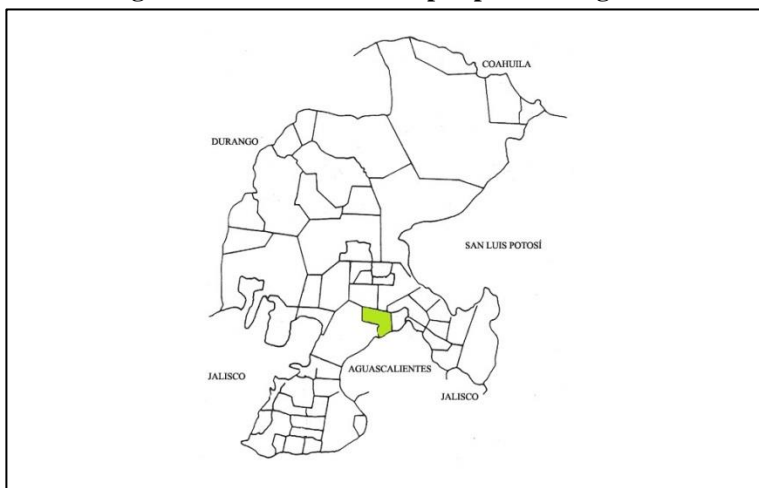 COAHUILA
DURANGO
SAN LUIS POTOSÍ
JALISCO
AGUASCALIENTES
JALISCO